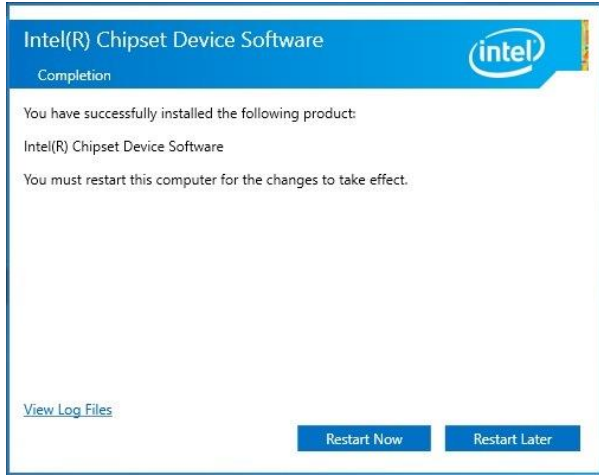 Intel(R) Chipset Device Software
intel
Completion
You have successfully installed the following product:
Intel(R) Chipset Device Software
You must restart this computer for the changes to take effect.
View Log Files
Restart Now
Restart Later